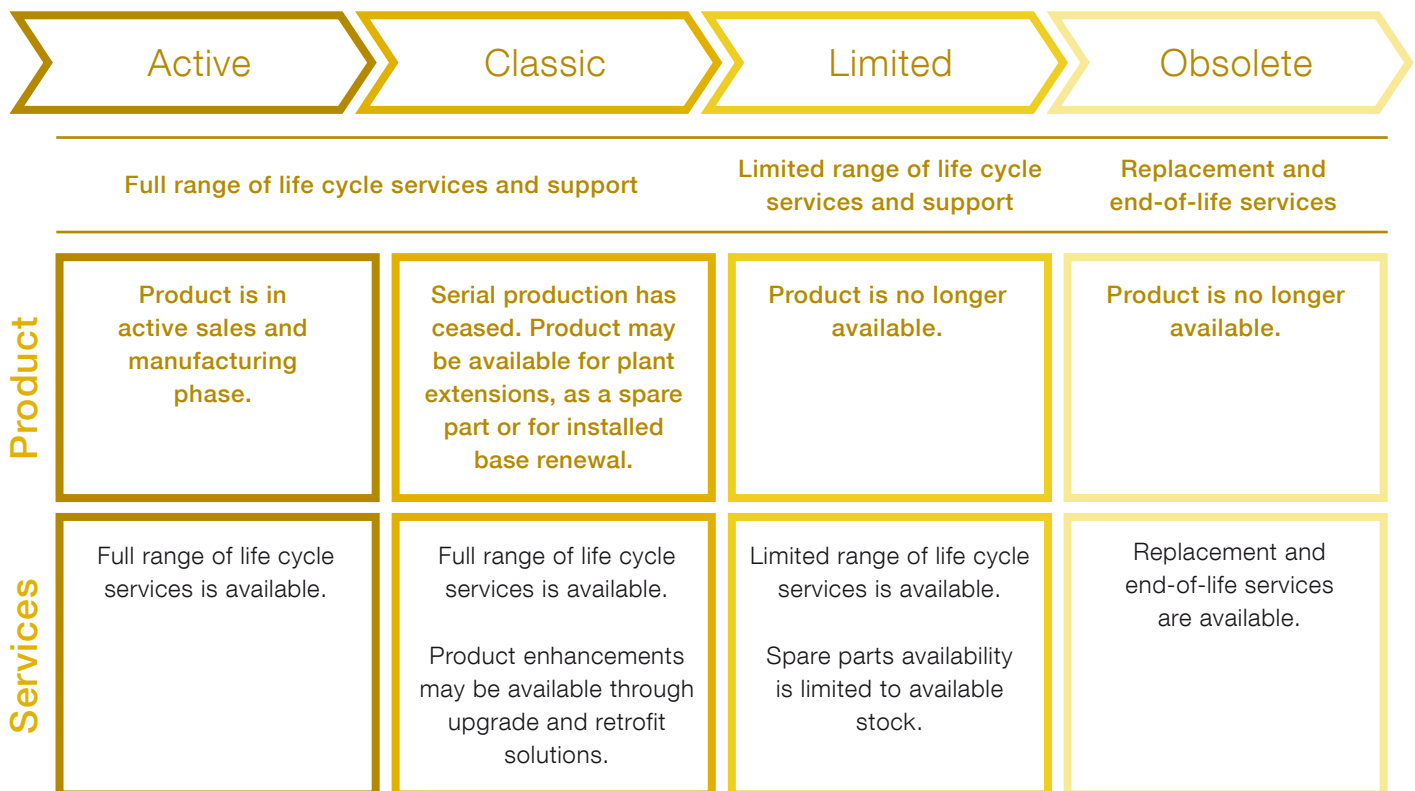 Active
Classic
Limited
Obsolete
Full range of life cycle services and support
Limited range of life cycle
services and support
Replacement and
end-of-life services
Product
Product is in
active sales and
manufacturing
phase.
Serial production has
ceased. Product may
be available for plant
extensions, as a spare
part or for installed
base renewal.
Product is no longer
available.
Product is no longer
available.
Services
Full range of life cycle
services is available.
Full range of life cycle
services is available.
Product enhancements
may be available through
upgrade and retrofit
solutions.
Limited range of life cycle
services is available.
Spare parts availability
is limited to available
stock.
Replacement and
end-of-life services
are available.